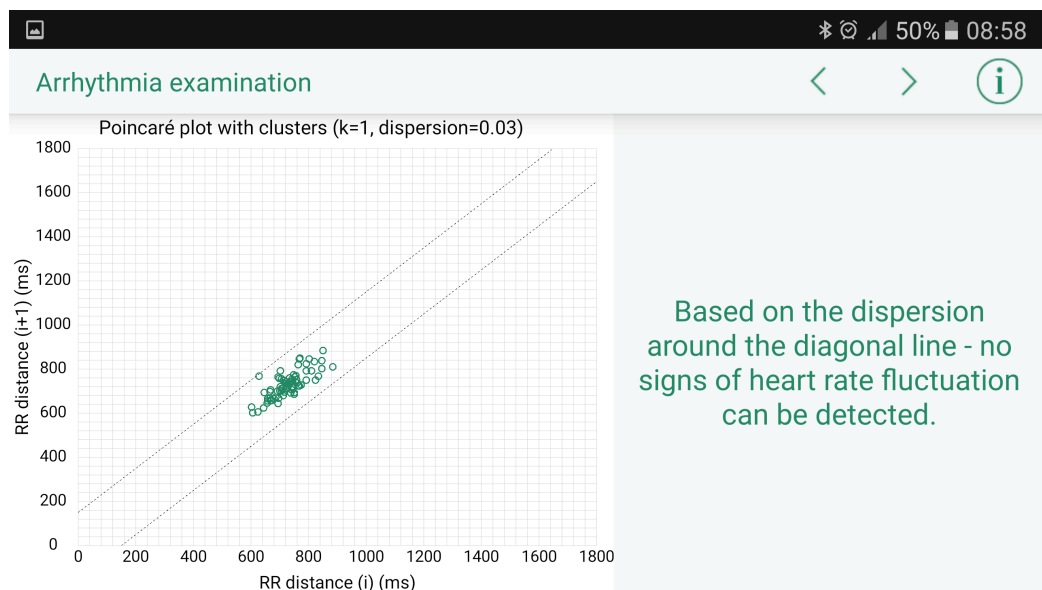 50% 08:58
Arrhythmia examination
i
Poincaré plot with clusters (k=1, dispersion=0.03)
1800
1600
1400
1200
1000
800
600
400
200
0
RR distance (i+1) (ms)
0 200 400 600 800 1000 1200 1400 1600 1800
RR distance (i) (ms)
Based on the dispersion
around the diagonal line - no
signs of heart rate fluctuation
can be detected.